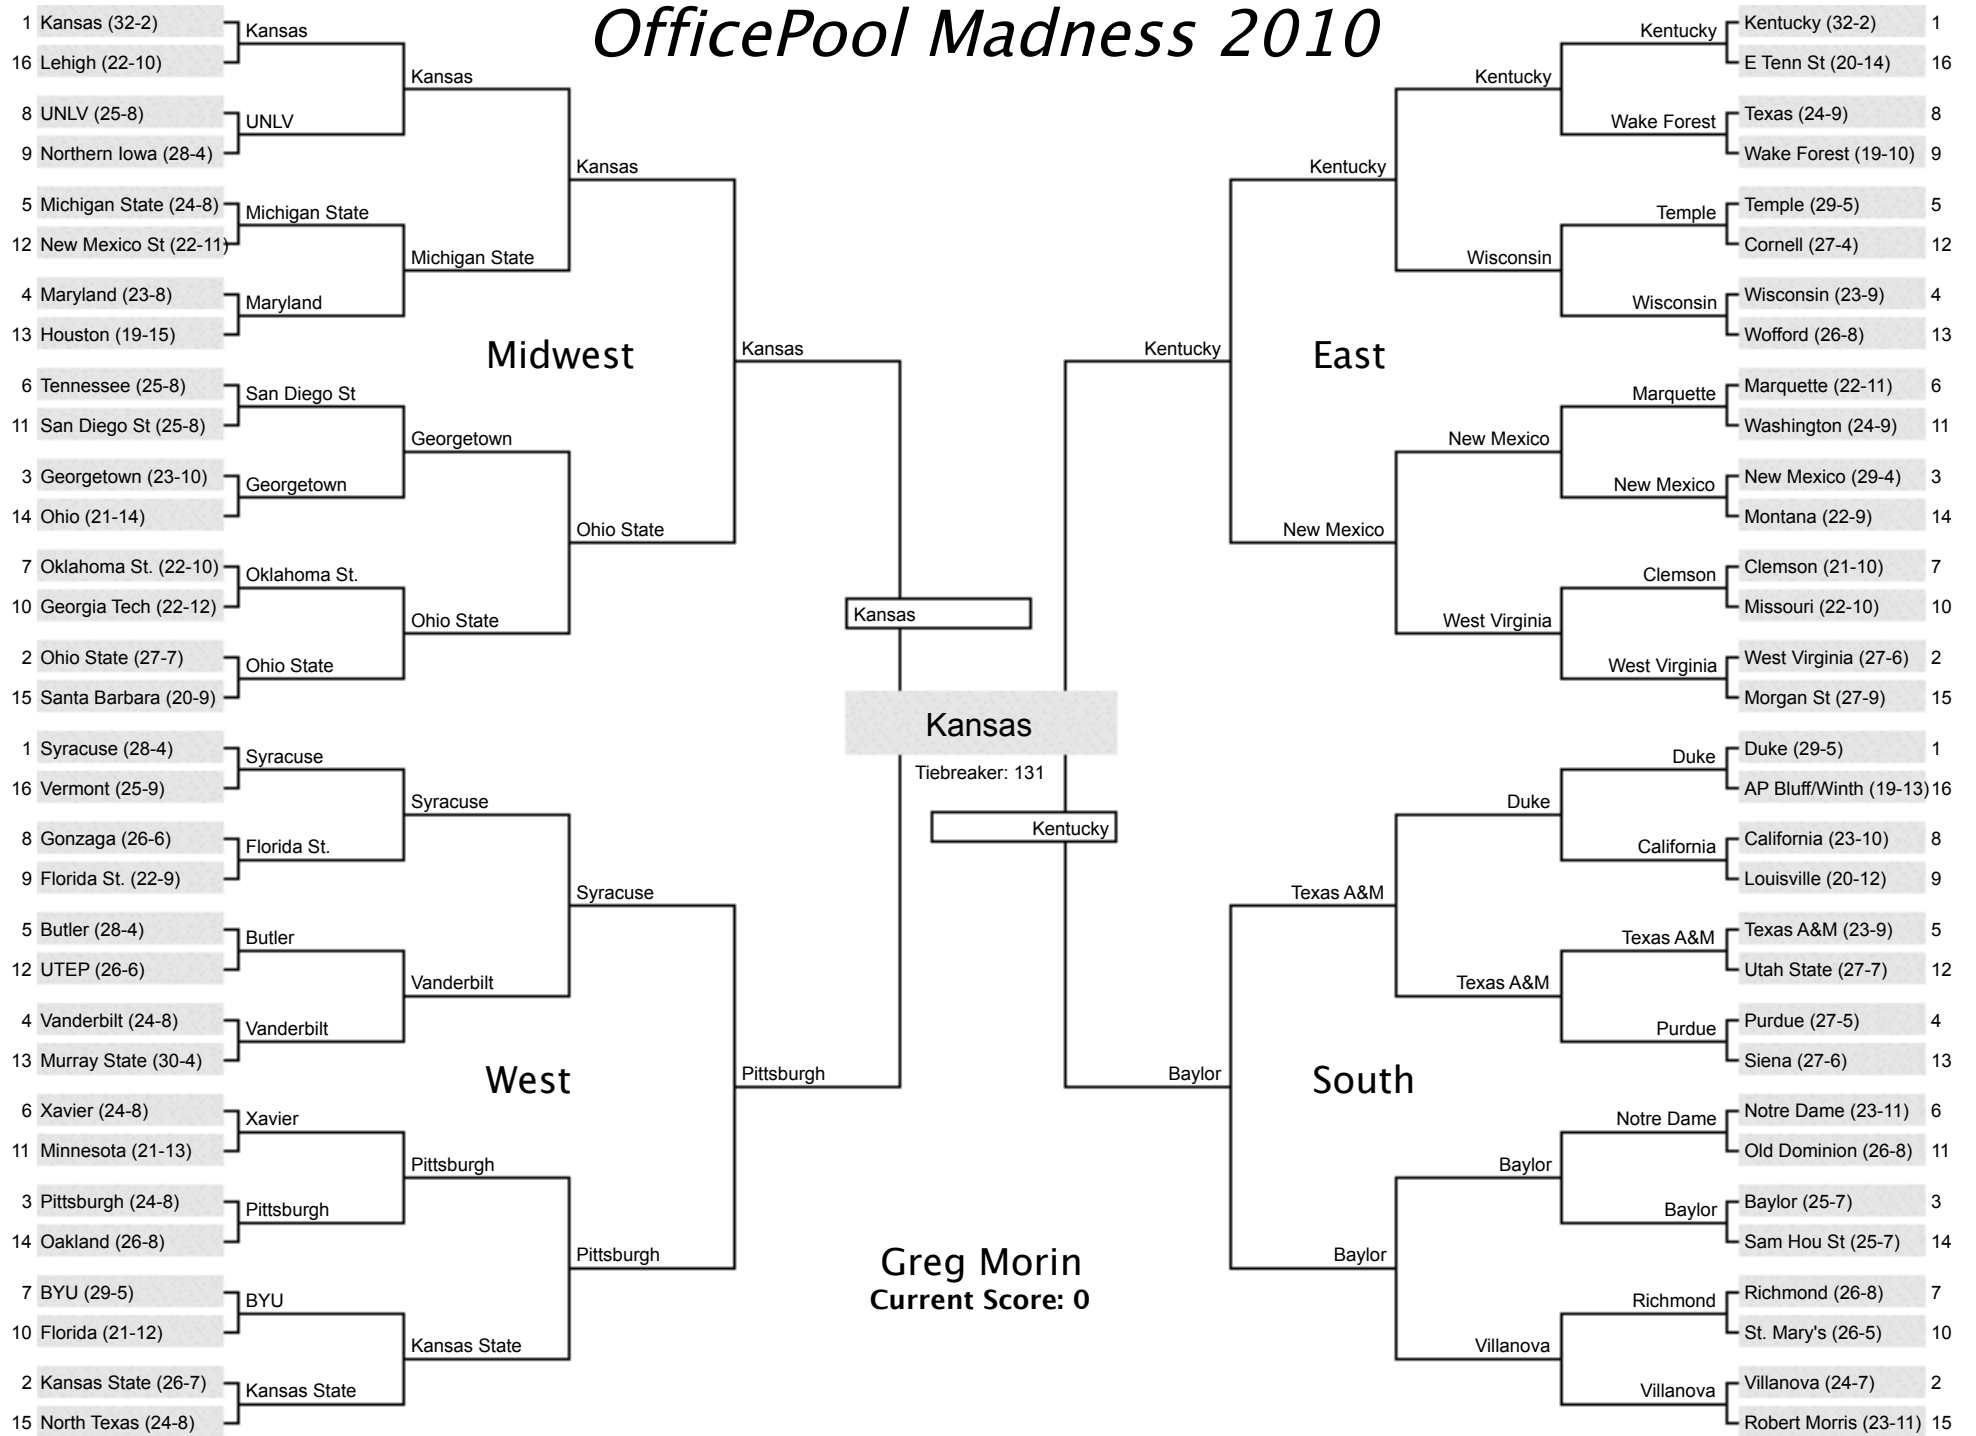 OfficePool Madness 2010
1 Kansas (32-2)
16 Lehigh (22-10)
8 UNLV (25-8)
9 Northern Iowa (28-4)
5 Michigan State (24-8)
12 New Mexico St (22-11)
4 Maryland (23-8)
13 Houston (19-15)
6 Tennessee (25-8)
11 San Diego St (25-8)
3 Georgetown (23-10)
14 Ohio (21-14)
7 Oklahoma St. (22-10)
10 Georgia Tech (22-12)
2 Ohio State (27-7)
15 Santa Barbara (20-9)
Kansas
UNLV
Michigan State
Maryland
San Diego St
Georgetown
Oklahoma St.
Ohio State
Kansas
Michigan State
Georgetown
Ohio State
Kansas
Ohio State
Kansas
Midwest
1 Syracuse (28-4)
16 Vermont (25-9)
8 Gonzaga (26-6)
9 Florida St. (22-9)
5 Butler (28-4)
12 UTEP (26-6)
4 Vanderbilt (24-8)
13 Murray State (30-4)
6 Xavier (24-8)
11 Minnesota (21-13)
3 Pittsburgh (24-8)
14 Oakland (26-8)
7 BYU (29-5)
10 Florida (21-12)
2 Kansas State (26-7)
15 North Texas (24-8)
Syracuse
Florida St.
Butler
Vanderbilt
Xavier
Pittsburgh
BYU
Kansas State
Syracuse
Vanderbilt
Pittsburgh
Kansas State
Syracuse
Pittsburgh
Pittsburgh
West
Kansas
Kansas
Tiebreaker: 131
Kentucky
Greg Morin
Current Score: 0
Kentucky (32-2) 1
E Tenn St (20-14) 16
Texas (24-9) 8
Wake Forest (19-10) 9
Temple (29-5) 5
Cornell (27-4) 12
Wisconsin (23-9) 4
Wofford (26-8) 13
Marquette (22-11) 6
Washington (24-9) 11
New Mexico (29-4) 3
Montana (22-9) 14
Clemson (21-10) 7
Missouri (22-10) 10
West Virginia (27-6) 2
Morgan St (27-9) 15
Kentucky
Wake Forest
Temple
Wisconsin
Marquette
New Mexico
Clemson
West Virginia
Kentucky
Wisconsin
New Mexico
West Virginia
Kentucky
New Mexico
Kentucky
East
Duke (29-5) 1
AP Bluff/Winth (19-13) 16
California (23-10) 8
Louisville (20-12) 9
Texas A&M (23-9) 5
Utah State (27-7) 12
Purdue (27-5) 4
Siena (27-6) 13
Notre Dame (23-11) 6
Old Dominion (26-8) 11
Baylor (25-7) 3
Sam Hou St (25-7) 14
Richmond (26-8) 7
St. Mary's (26-5) 10
Villanova (24-7) 2
Robert Morris (23-11) 15
Duke
California
Texas A&M
Purdue
Notre Dame
Baylor
Richmond
Villanova
Duke
Texas A&M
Baylor
Villanova
Texas A&M
Baylor
Baylor
South